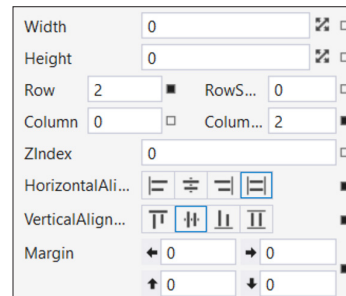 Width 0
Height 0
Row 2 RowS... 0
Column 0 Colum... 2
ZIndex 0
HorizontalAli...
VerticalAlign...
Margin 0 0
0 0